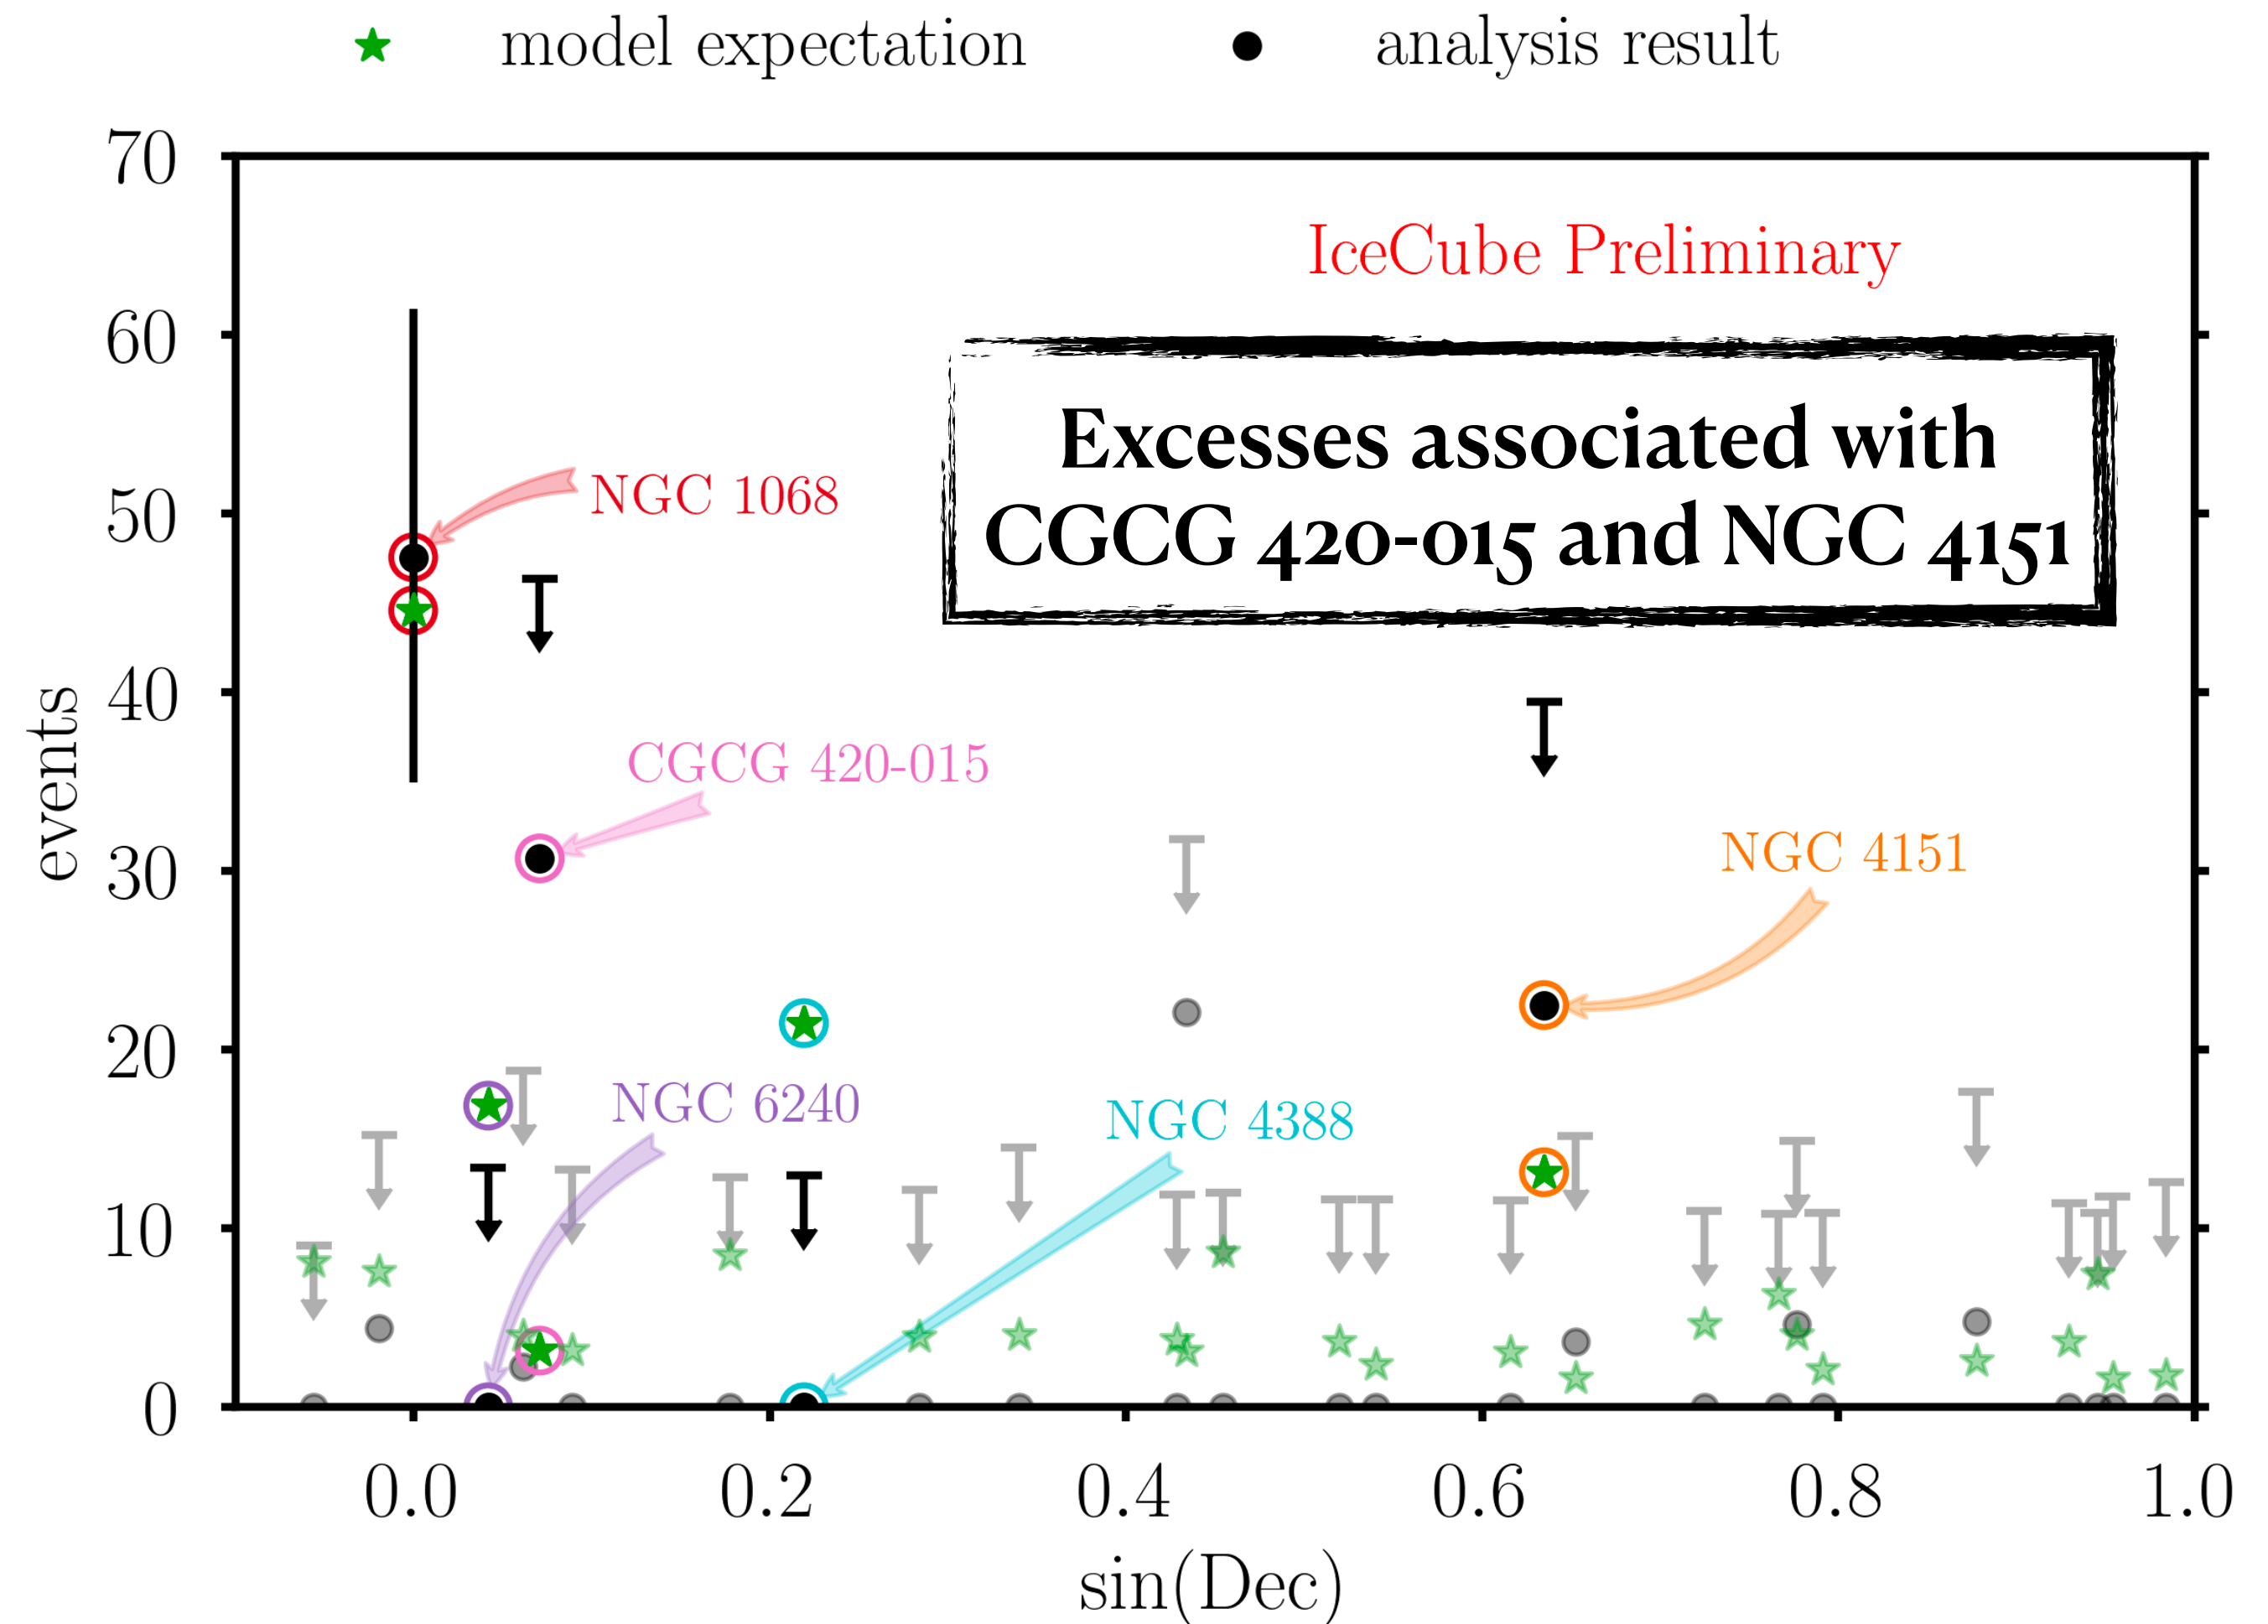 model expectation
analysis result
70
60
50
40
30
20
10
0
events
IceCube Preliminary
Excesses associated with
CGCG 420-015 and NGC 4151
NGC 1068
CGCG 420-015
NGC 4151
NGC 6240
NGC 4388
0.0
0.2
0.4
0.6
0.8
1.0
sin(Dec)